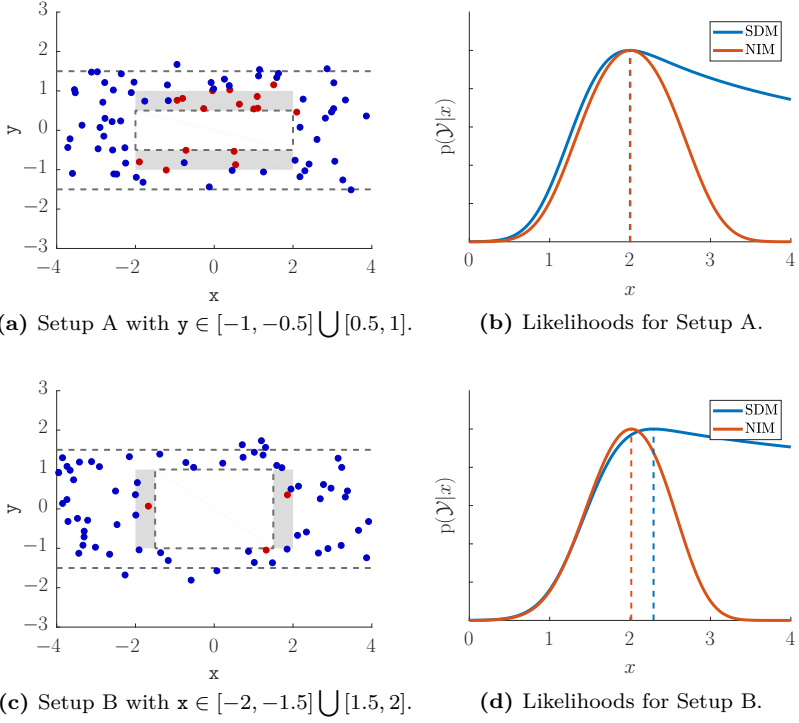 3
2
1
0
−1
−2
−3
y
−4
−2
0
2
4
x
(a) Setup A with y ∈ [−1, −0.5] ⋃ [0.5, 1].
p(𝒴|x)
SDM
NIM
0
1
2
3
4
x
(b) Likelihoods for Setup A.
3
2
1
0
−1
−2
−3
y
−4
−2
0
2
4
x
(c) Setup B with x ∈ [−2, −1.5] ⋃ [1.5, 2].
p(𝒴|x)
SDM
NIM
0
1
2
3
4
x
(d) Likelihoods for Setup B.